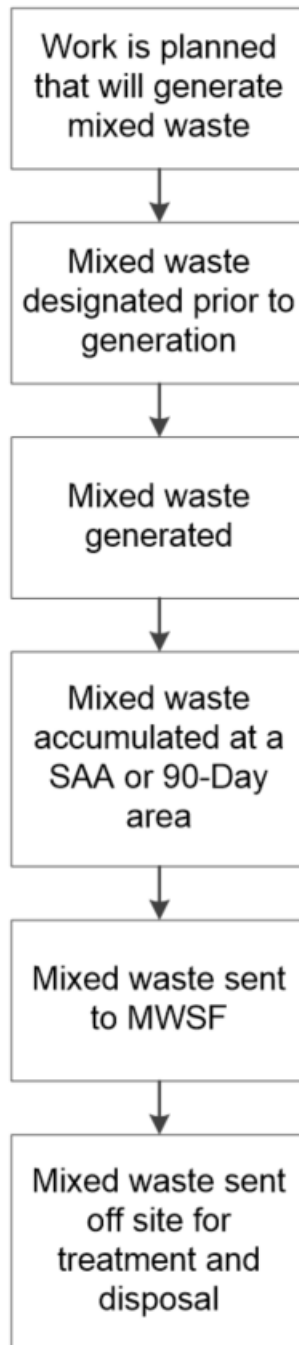 Work is planned
that will generate
mixed waste
Mixed waste
designated prior to
generation
Mixed waste
generated
Mixed waste
accumulated at a
SAA or 90-Day
area
Mixed waste sent
to MWSF
Mixed waste sent
off site for
treatment and
disposal